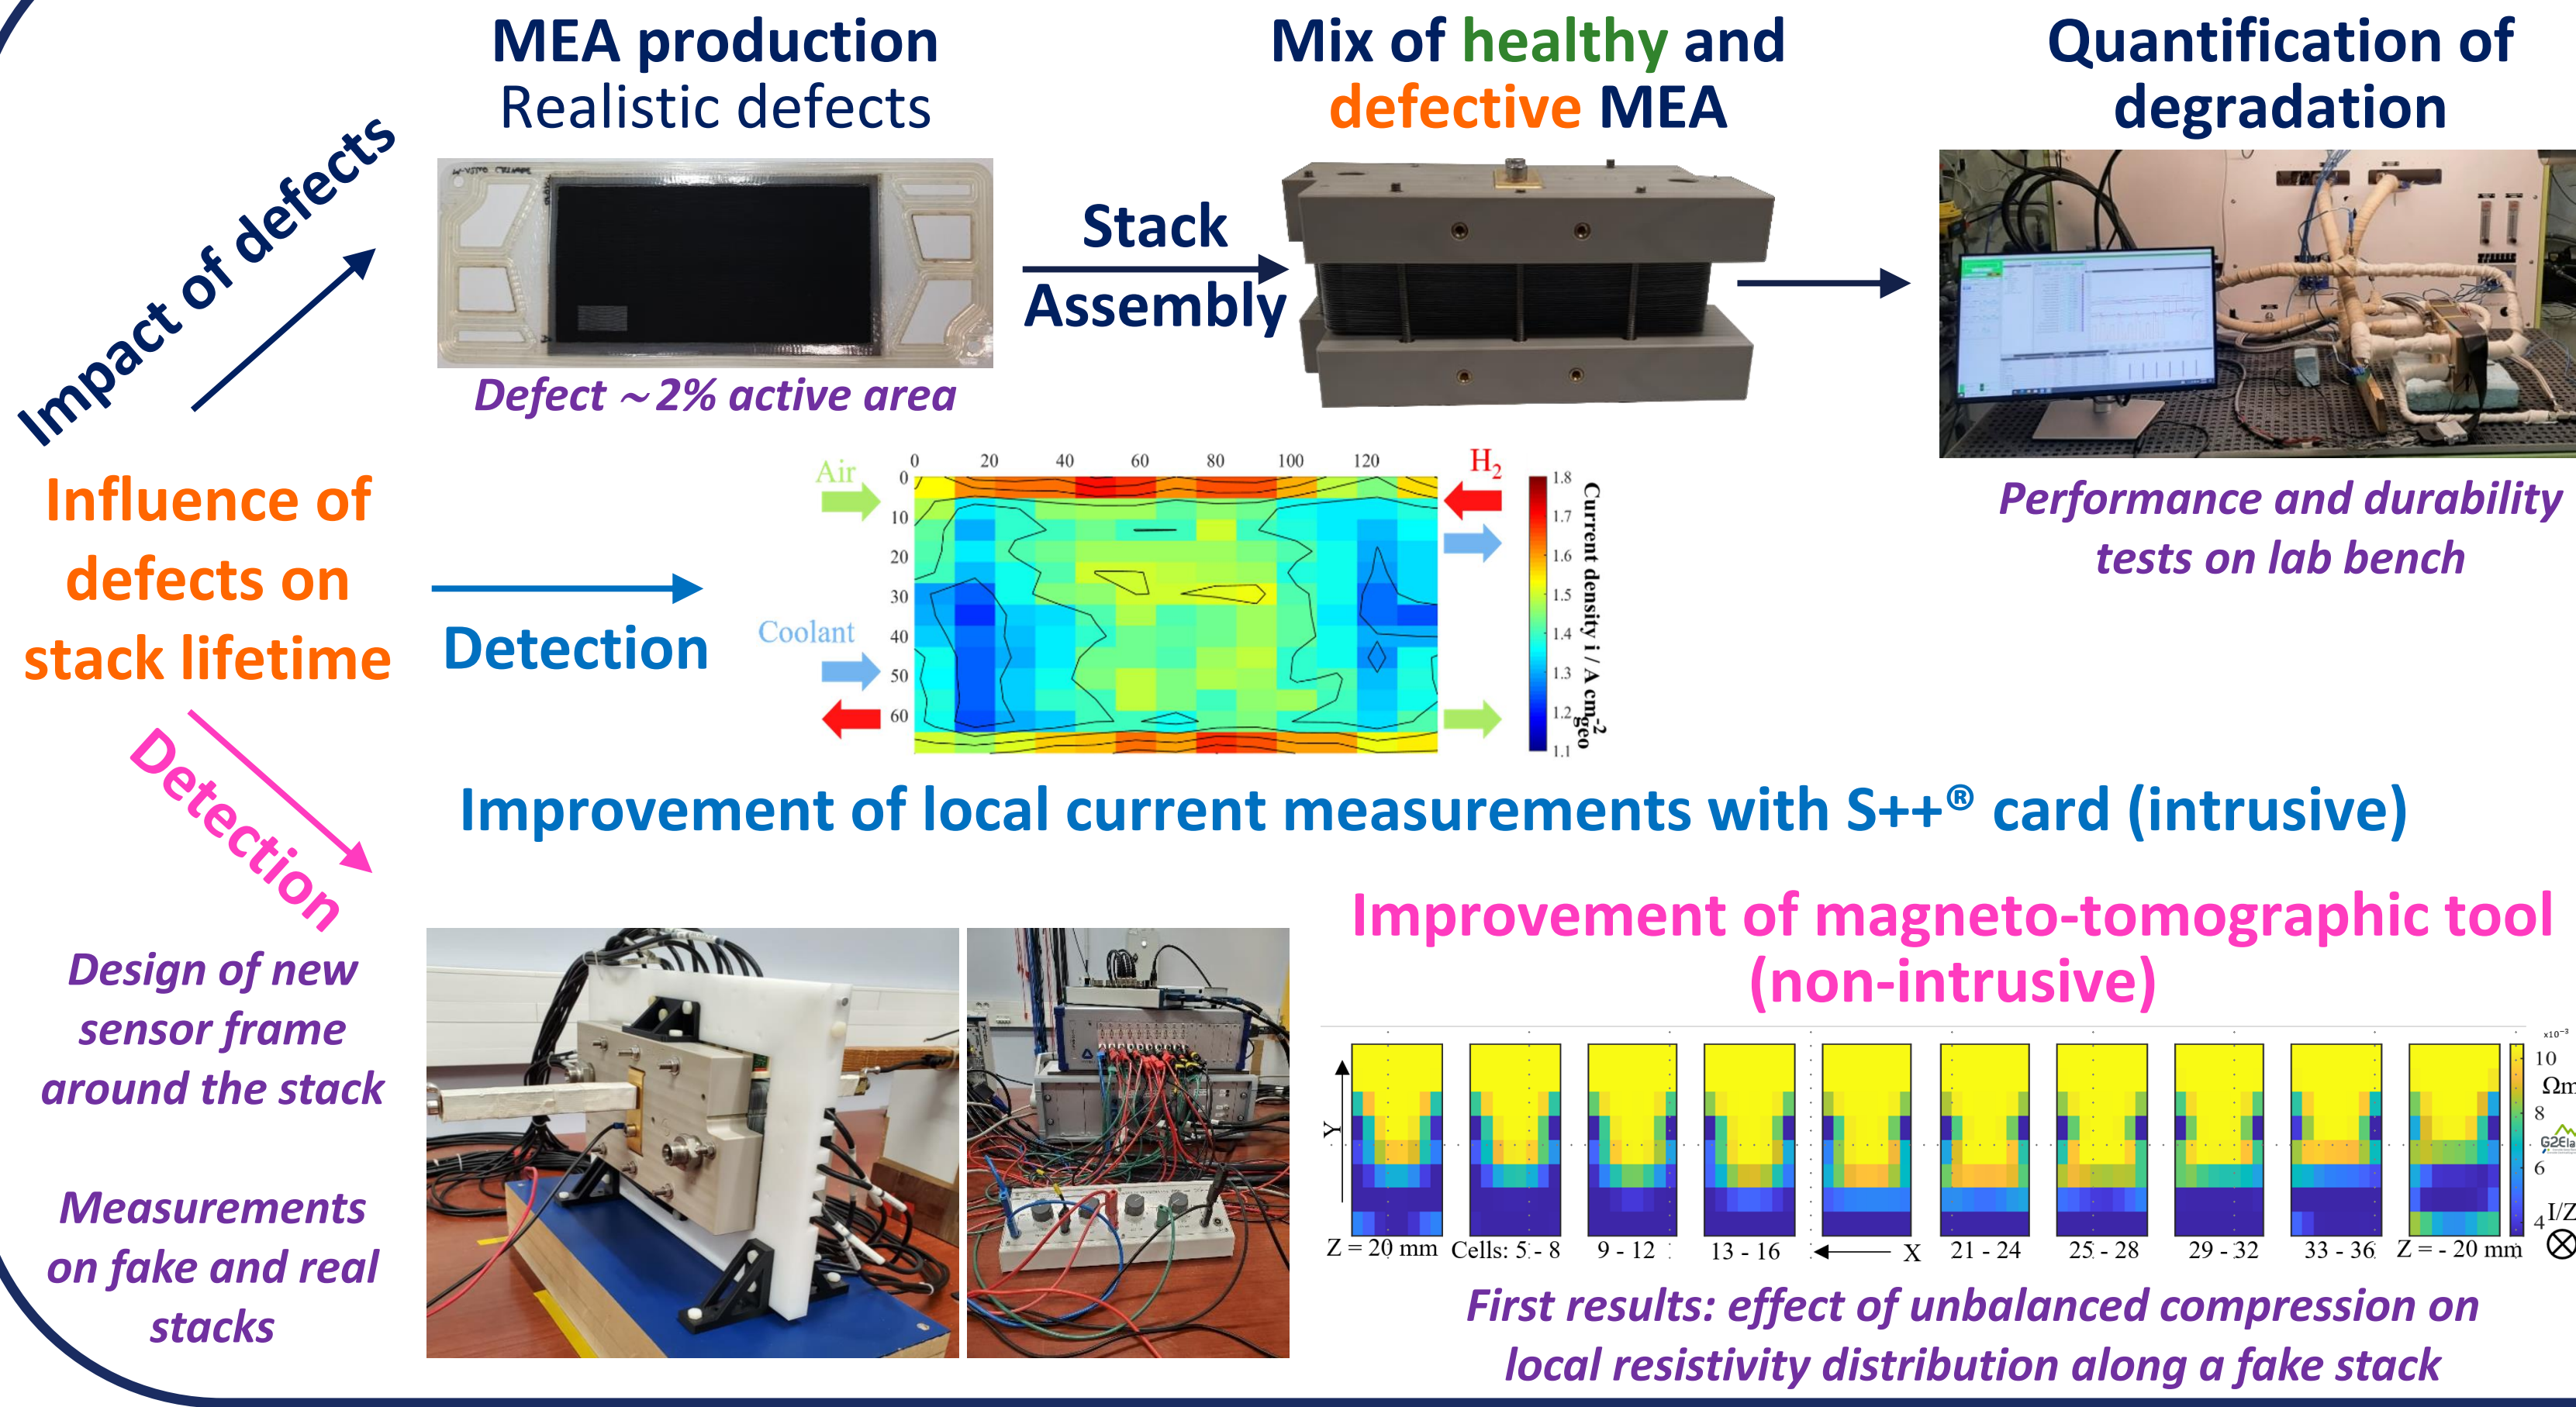 MEA production
Realistic defects
Defect ~2% active area
Stack
Assembly
Mix of healthy and
defective MEA
Quantification of
degradation
Performance and durability
tests on lab bench
Impact of defects
Influence of
defects on
stack lifetime
Detection
Air
Coolant
H2
0 20 40 60 80 100 120
0
10
20
30
40
50
60
1.8
1.7
1.6
1.5
1.4
1.3
1.2
1.1
Current density i / A cm-2 geo
Improvement of local current measurements with S++® card (intrusive)
Detection
Design of new
sensor frame
around the stack
Measurements
on fake and real
stacks
Improvement of magneto-tomographic tool
(non-intrusive)
Y
x10-3
10
Ωm
8
G2Ela
6
4
I/Z
Z = 20 mm Cells: 5 - 8 9 - 12 13 - 16 X 21 - 24 25 - 28 29 - 32 33 - 36 Z = - 20 mm
First results: effect of unbalanced compression on
local resistivity distribution along a fake stack